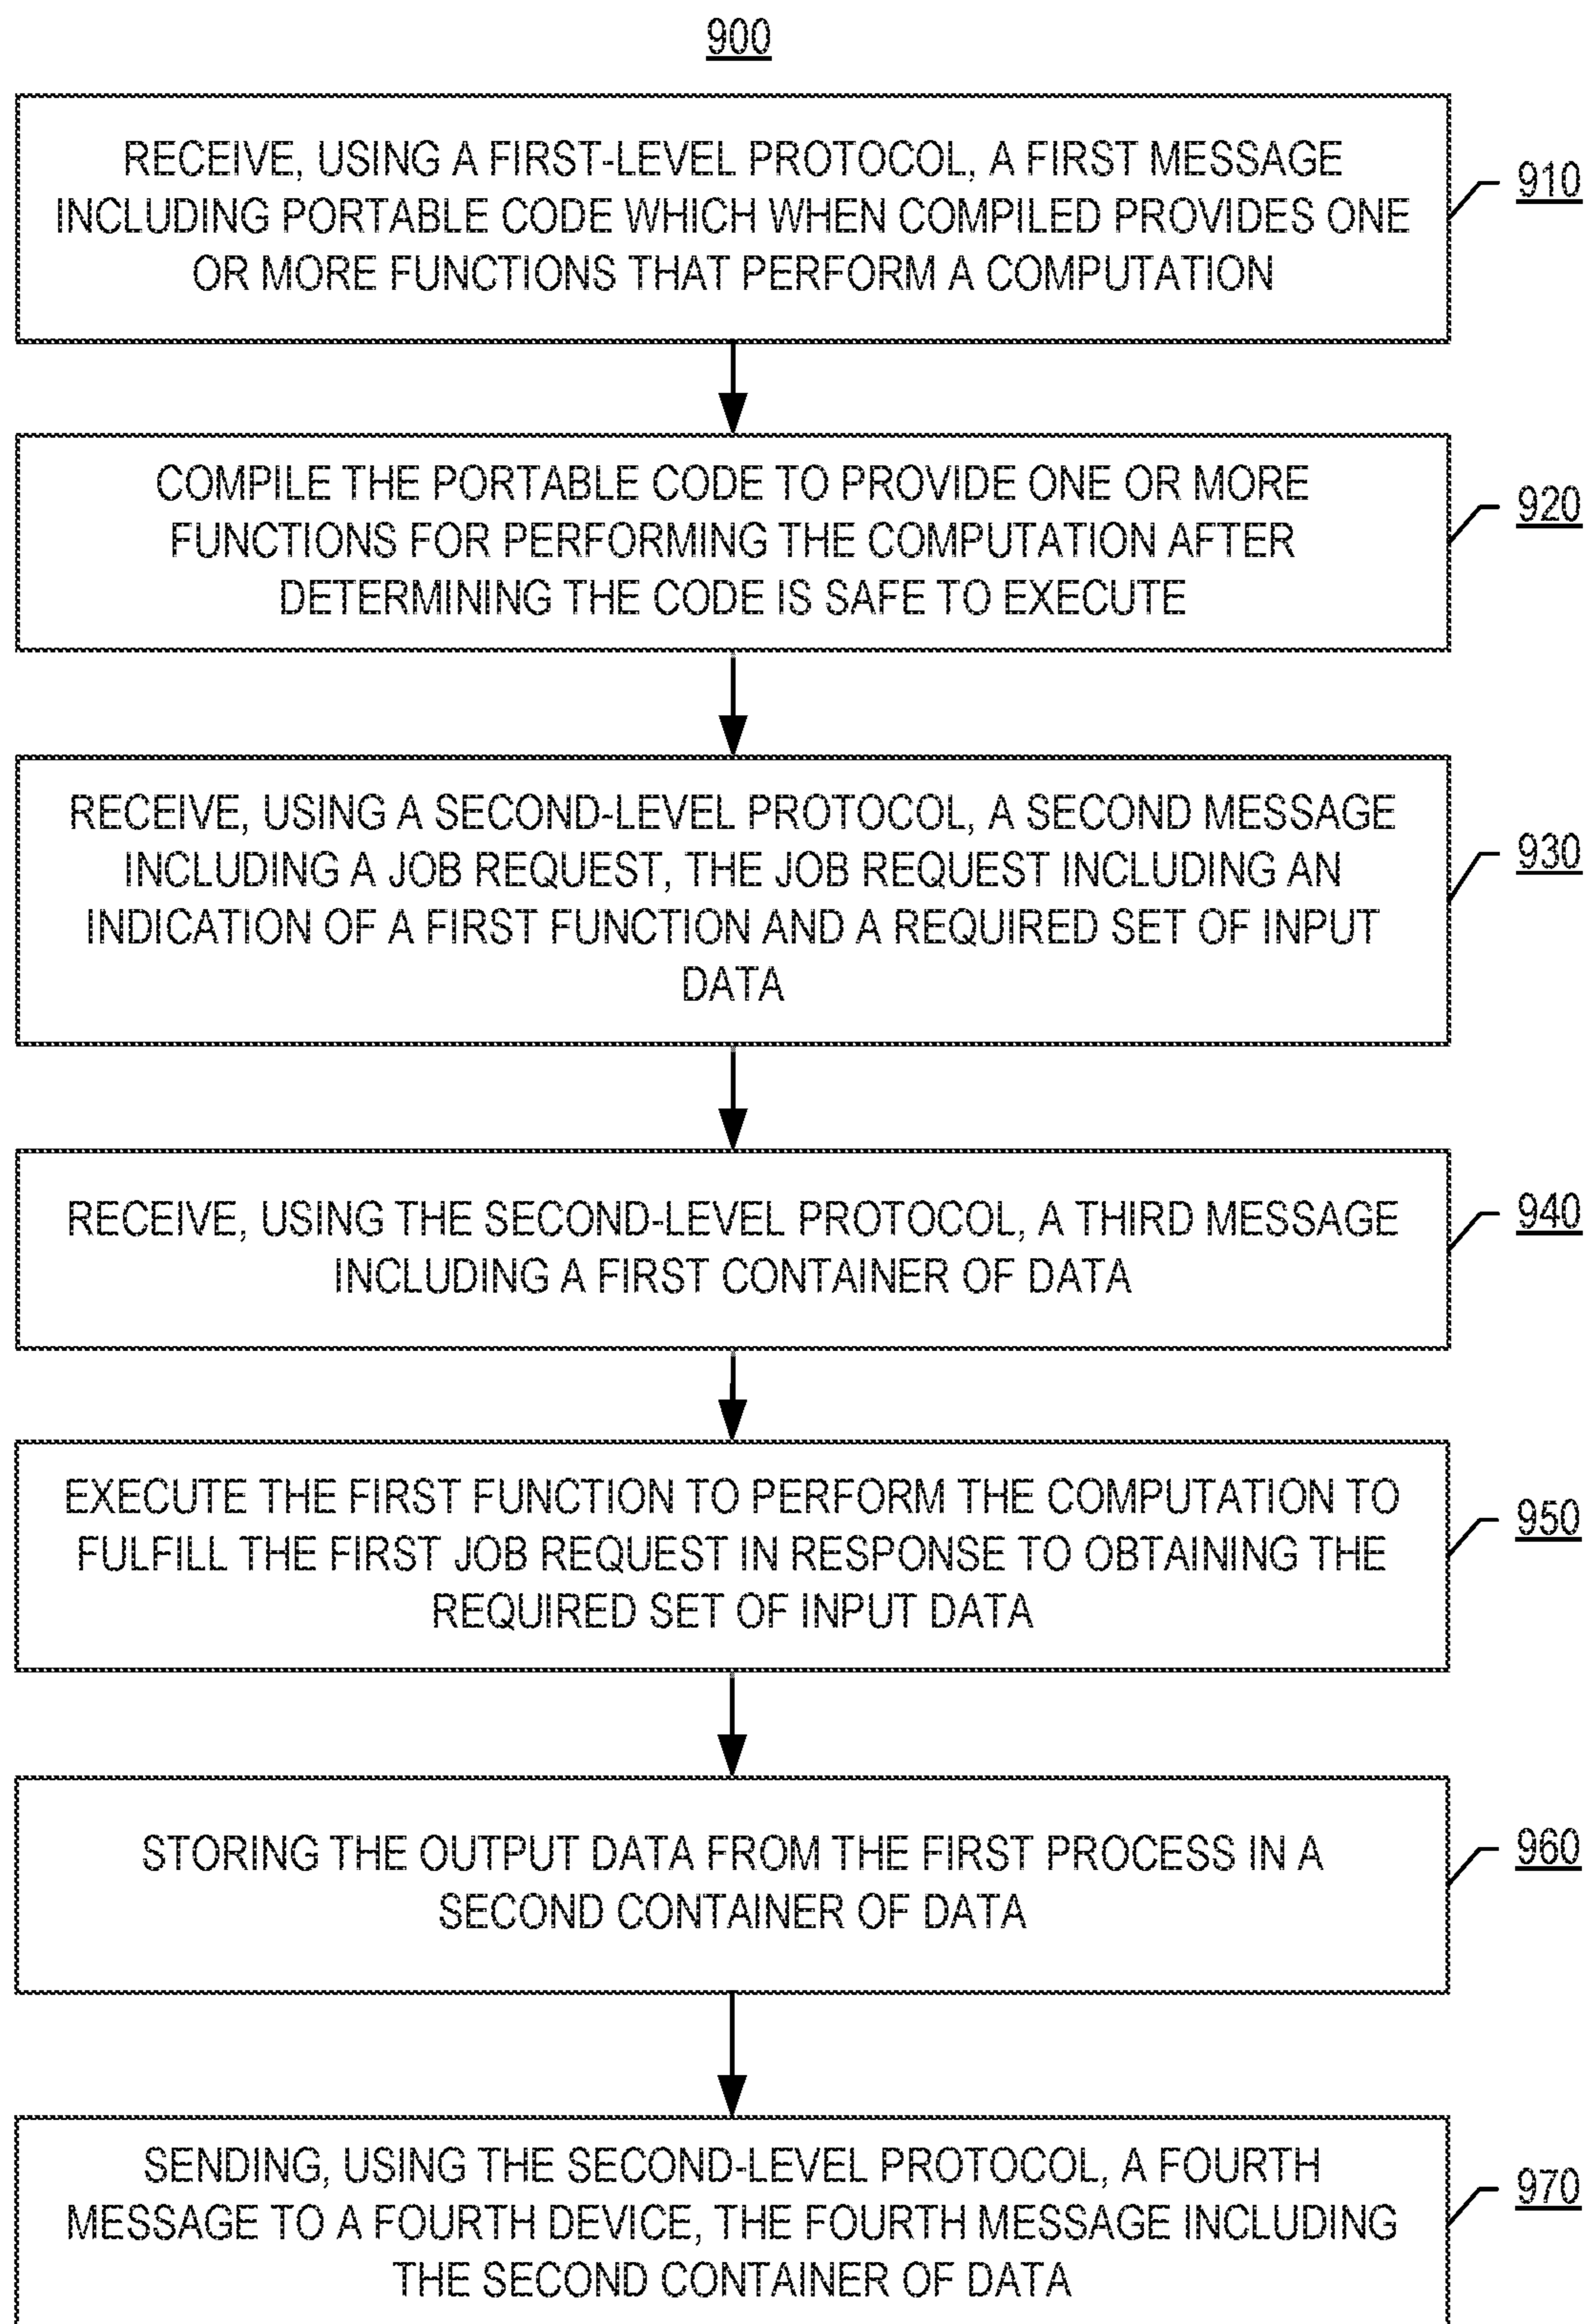 900
RECEIVE, USING A FIRST-LEVEL PROTOCOL, A FIRST MESSAGE
INCLUDING PORTABLE CODE WHICH WHEN COMPILED PROVIDES ONE
OR MORE FUNCTIONS THAT PERFORM A COMPUTATION
910
COMPILE THE PORTABLE CODE TO PROVIDE ONE OR MORE
FUNCTIONS FOR PERFORMING THE COMPUTATION AFTER
DETERMINING THE CODE IS SAFE TO EXECUTE
920
RECEIVE, USING A SECOND-LEVEL PROTOCOL, A SECOND MESSAGE
INCLUDING A JOB REQUEST, THE JOB REQUEST INCLUDING AN
INDICATION OF A FIRST FUNCTION AND A REQUIRED SET OF INPUT
DATA
930
RECEIVE, USING THE SECOND-LEVEL PROTOCOL, A THIRD MESSAGE
INCLUDING A FIRST CONTAINER OF DATA
940
EXECUTE THE FIRST FUNCTION TO PERFORM THE COMPUTATION TO
FULFILL THE FIRST JOB REQUEST IN RESPONSE TO OBTAINING THE
REQUIRED SET OF INPUT DATA
950
STORING THE OUTPUT DATA FROM THE FIRST PROCESS IN A
SECOND CONTAINER OF DATA
960
SENDING, USING THE SECOND-LEVEL PROTOCOL, A FOURTH
MESSAGE TO A FOURTH DEVICE, THE FOURTH MESSAGE INCLUDING
THE SECOND CONTAINER OF DATA
970